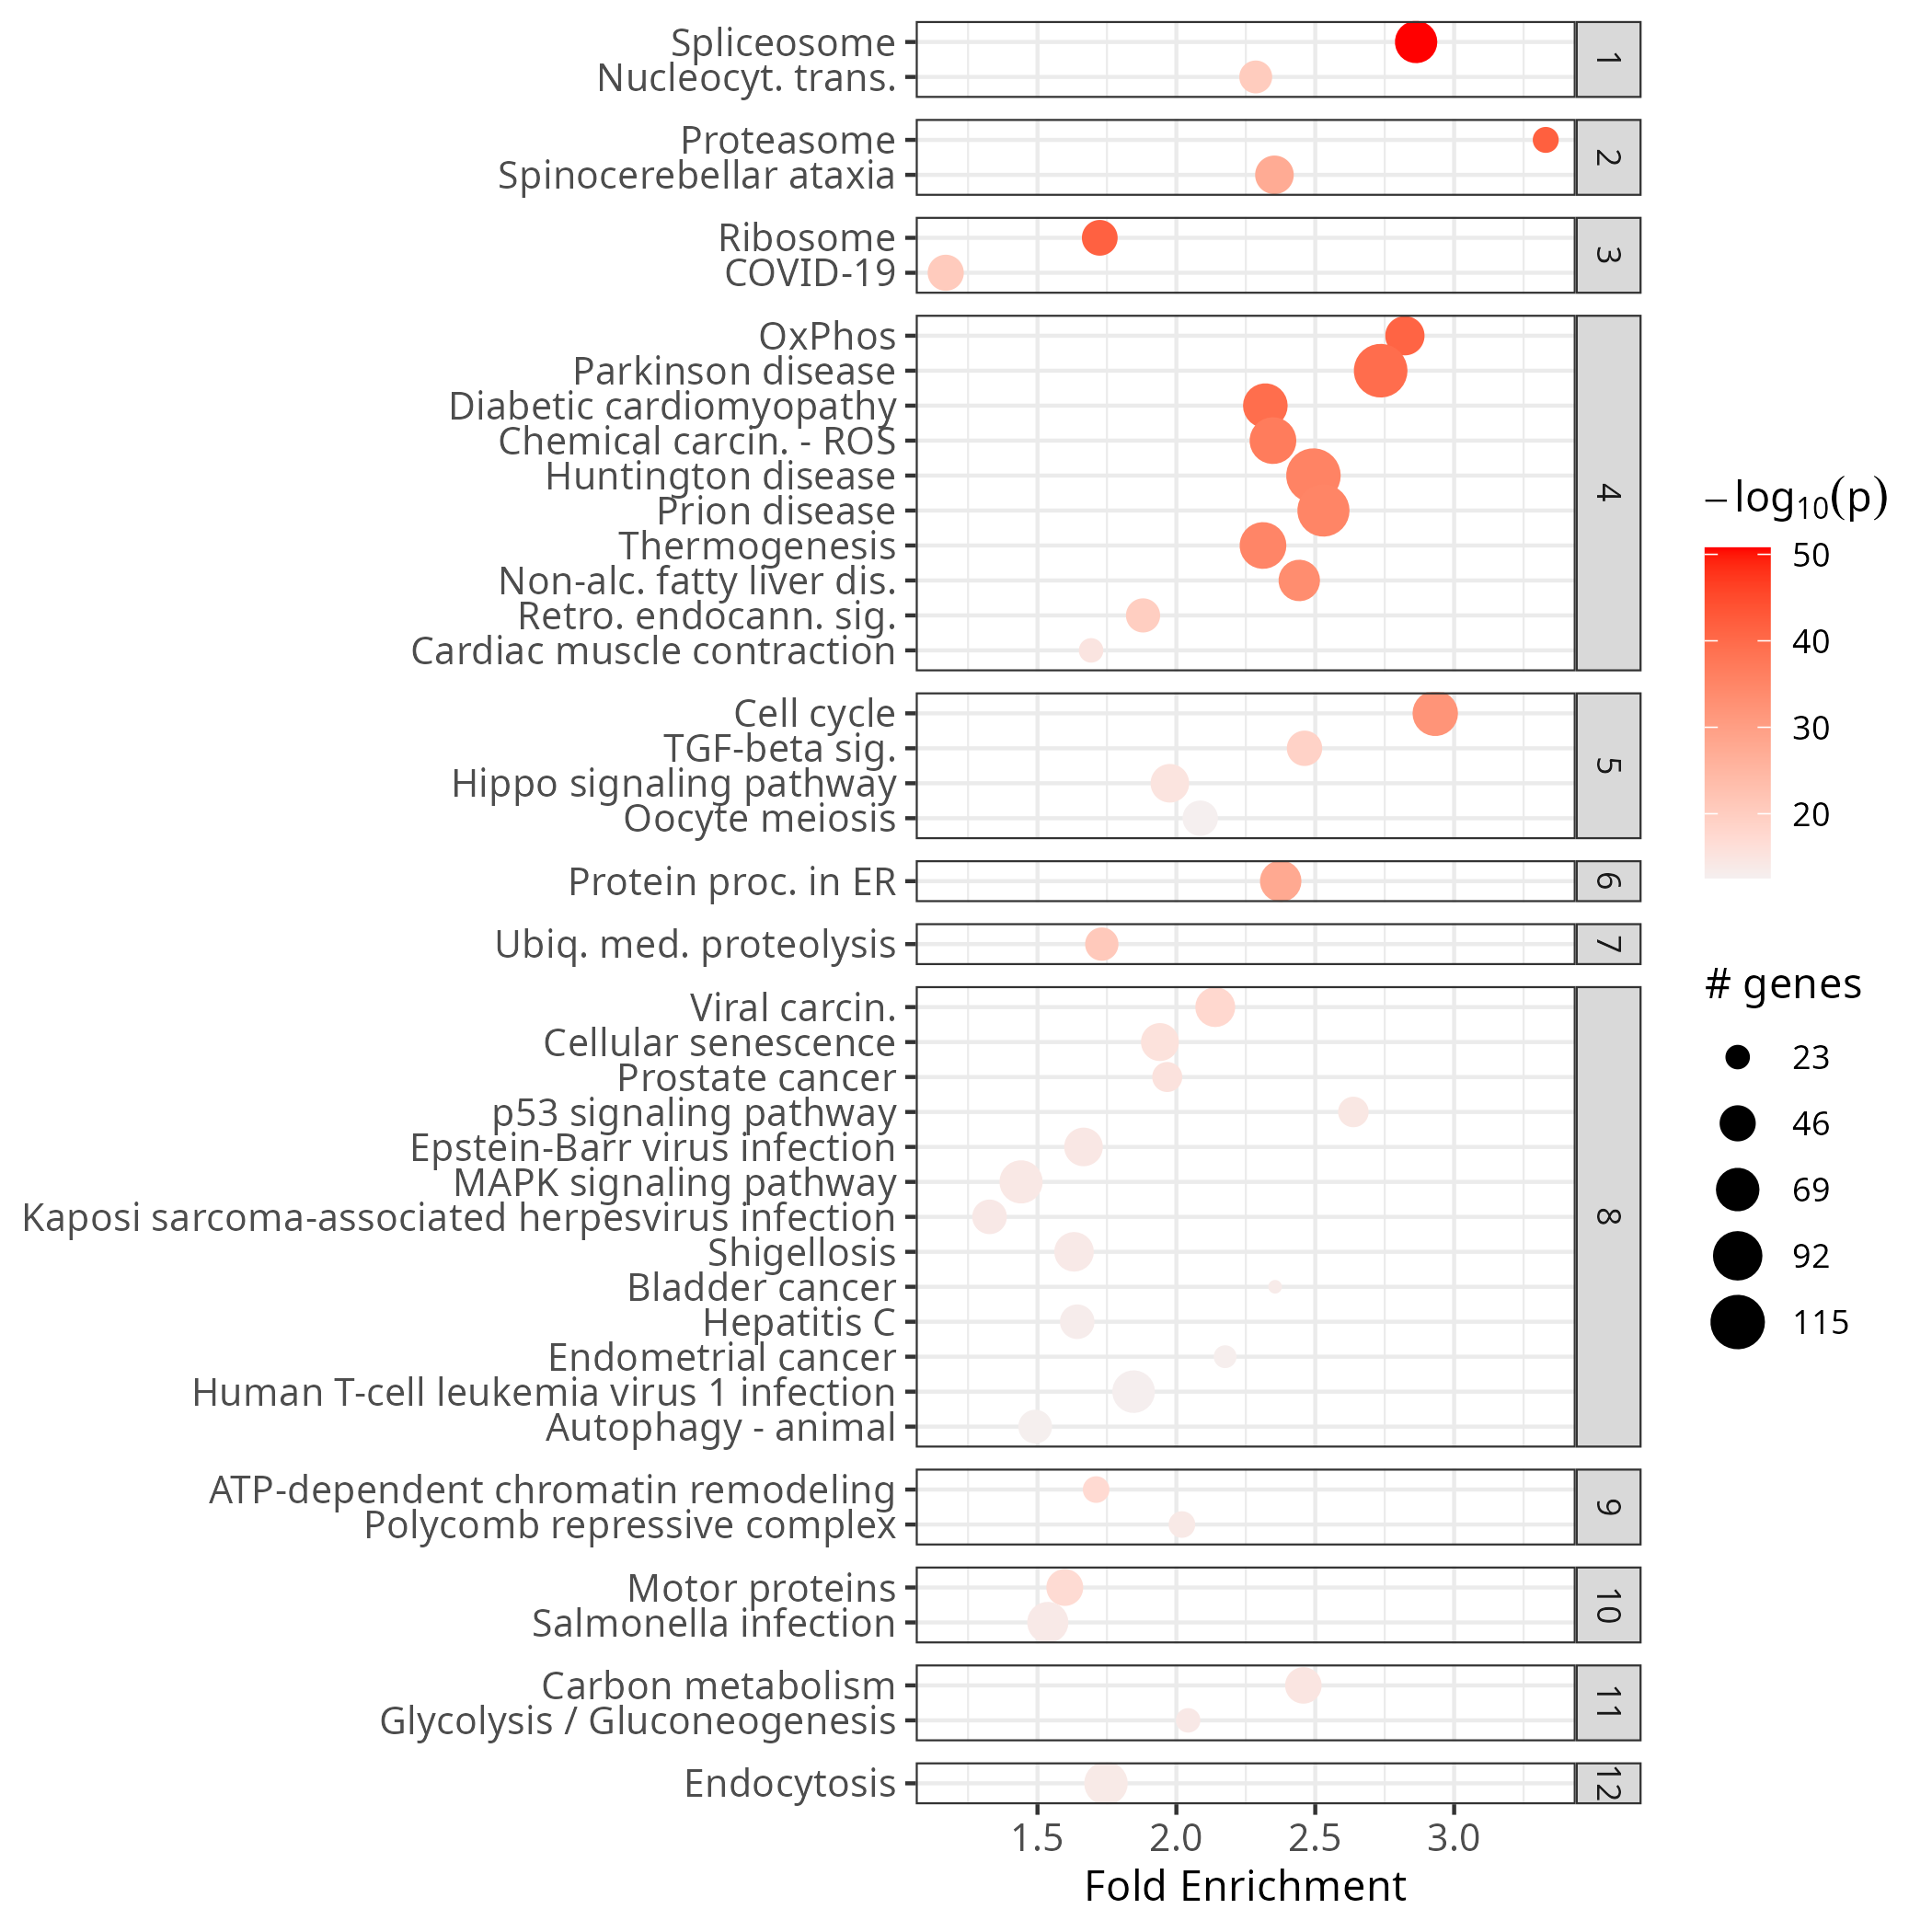 Spliceosome
Nucleocyt. trans.
1
Proteasome
Spinocerebellar ataxia
2
Ribosome
COVID-19
3
OxPhos
Parkinson disease
Diabetic cardiomyopathy
Chemical carcin. - ROS
Huntington disease
Prion disease
Thermogenesis
Non-alc. fatty liver dis.
Retro. endocann. sig.
Cardiac muscle contraction
4
Cell cycle
TGF-beta sig.
Hippo signaling pathway
Oocyte meiosis
5
Protein proc. in ER
6
Ubiq. med. proteolysis
7
Viral carcin.
Cellular senescence
Prostate cancer
p53 signaling pathway
Epstein-Barr virus infection
MAPK signaling pathway
Kaposi sarcoma-associated herpesvirus infection
Shigellosis
Bladder cancer
Hepatitis C
Endometrial cancer
Human T-cell leukemia virus 1 infection
Autophagy - animal
8
ATP-dependent chromatin remodeling
Polycomb repressive complex
9
Motor proteins
Salmonella infection
10
Carbon metabolism
Glycolysis / Gluconeogenesis
11
Endocytosis
12
1.5 2.0 2.5 3.0
Fold Enrichment
−log₁₀(p)
50
40
30
20
# genes
23
46
69
92
115